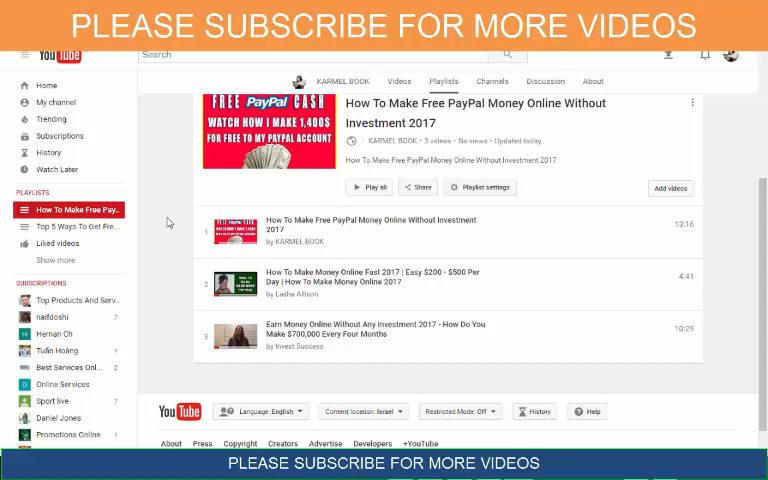 PLEASE SUBSCRIBE FOR MORE VIDEOS
YouTube
Search
Home
My channel
Trending
Subscriptions
History
Watch Later
PLAYLISTS
How To Make Free Pay..
Top 5 Ways To Get Fre...
Liked videos
Show more
SUBSCRIPTIONS
Top Products And Serv..
naifdoshi 7
Hernan Ch
Tuấn Hoàng 1
Best Services Onl... 2
Online Services
Sport live 7
Daniel Jones
Promotions Online 1
KARMEL BOOK Videos Playlists Channels Discussion About
FREE PayPal CASH
WATCH HOW I MAKE 1,400$
FOR FREE TO MY PAYPAL ACCOUNT
How To Make Free PayPal Money Online Without
Investment 2017
KARMEL BOOK • 3 videos • No views • Updated today
How To Make Free PayPal Money Online Without Investment 2017
Play all Share Playlist settings Add videos
1 How To Make Free PayPal Money Online Without Investment 13:16
2017
by KARMEL BOOK
2 How To Make Money Online Fast 2017 | Easy $200 - $500 Per 4:41
Day | How To Make Money Online 2017
by Lasha Allison
3 Earn Money Online Without Any Investment 2017 - How Do You 10:29
Make $700,000 Every Four Months
by Invest Success
YouTube Language: English Content location: Israel Restricted Mode: Off History Help
About Press Copyright Creators Advertise Developers +YouTube
PLEASE SUBSCRIBE FOR MORE VIDEOS